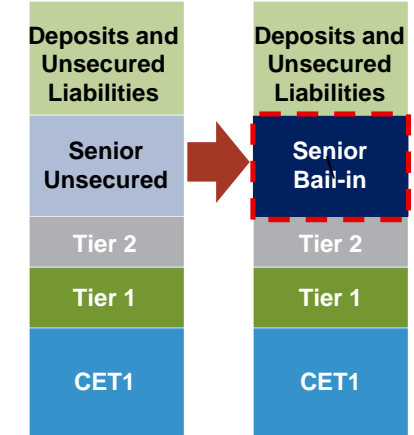 Deposits and
Unsecured
Liabilities
Senior
Unsecured
Tier 2
Tier 1
CET1
Deposits and
Unsecured
Liabilities
Senior
Bail-in
Tier 2
Tier 1
CET1